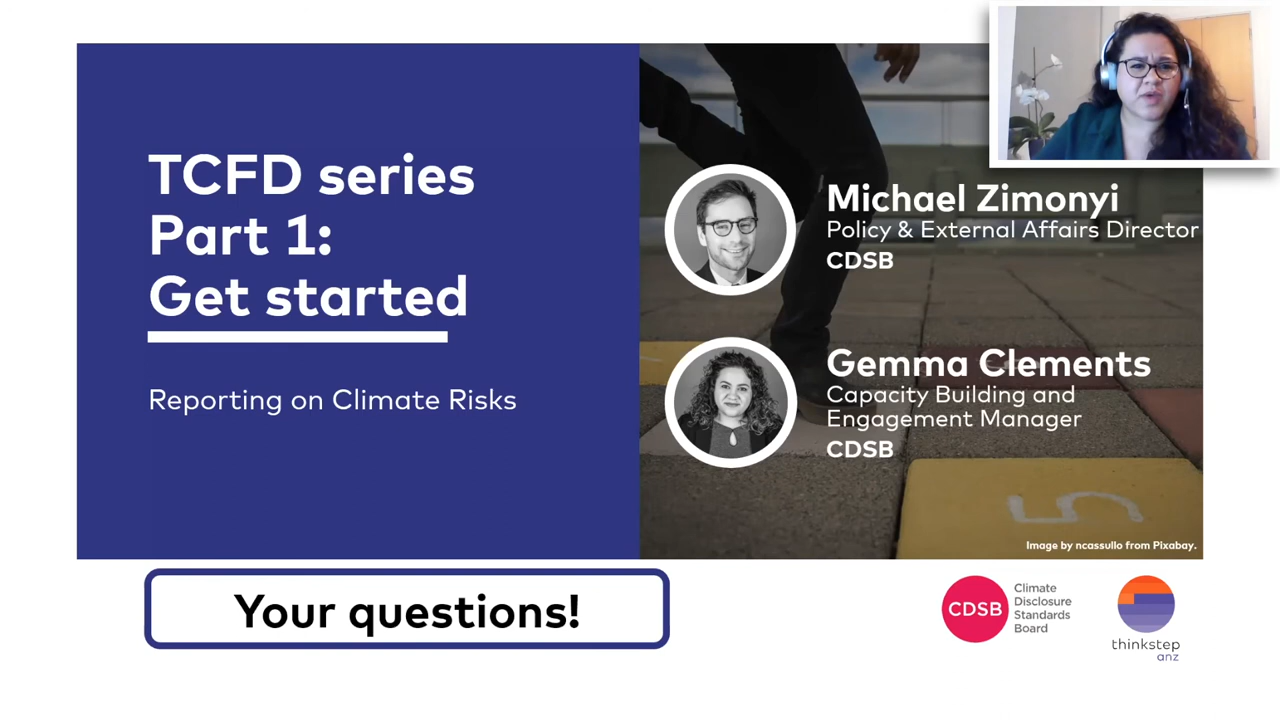 TCFD series
Part 1:
Get started
Reporting on Climate Risks
Michael Zimonyi
Policy & External Affairs Director
CDSB
Gemma Clements
Capacity Building and
Engagement Manager
CDSB
5
Image by ncassullo from Pixabay.
Your questions!
CDSB
Climate
Disclosure
Standards
Board
thinkstep
anz